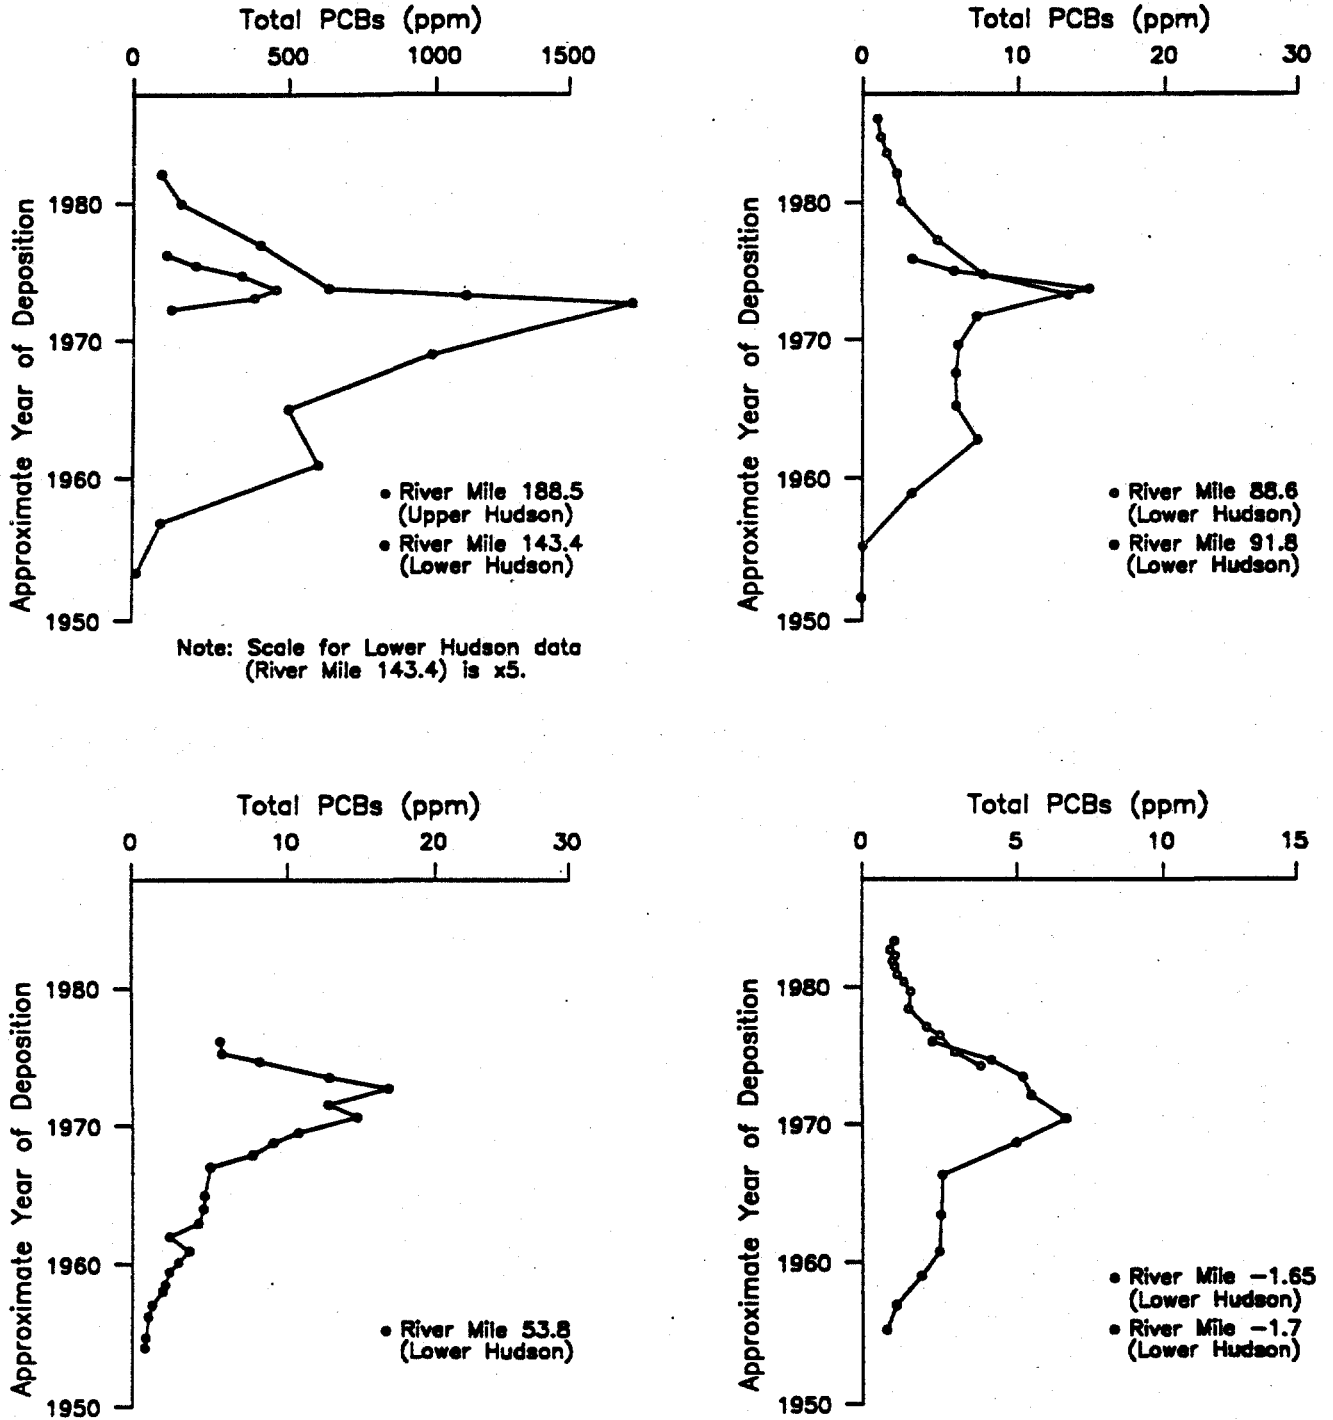 Total PCBs (ppm)
0 500 1000 1500
Approximate Year of Deposition
1980
1970
1960
1950
River Mile 188.5
(Upper Hudson)
River Mile 143.4
(Lower Hudson)
Note: Scale for Lower Hudson data
(River Mile 143.4) is x5.
Total PCBs (ppm)
0 10 20 30
Approximate Year of Deposition
1980
1970
1960
1950
River Mile 88.6
(Lower Hudson)
River Mile 91.8
(Lower Hudson)
Total PCBs (ppm)
0 10 20 30
Approximate Year of Deposition
1980
1970
1960
1950
River Mile 53.8
(Lower Hudson)
Total PCBs (ppm)
0 5 10 15
Approximate Year of Deposition
1980
1970
1960
1950
River Mile -1.65
(Lower Hudson)
River Mile -1.7
(Lower Hudson)